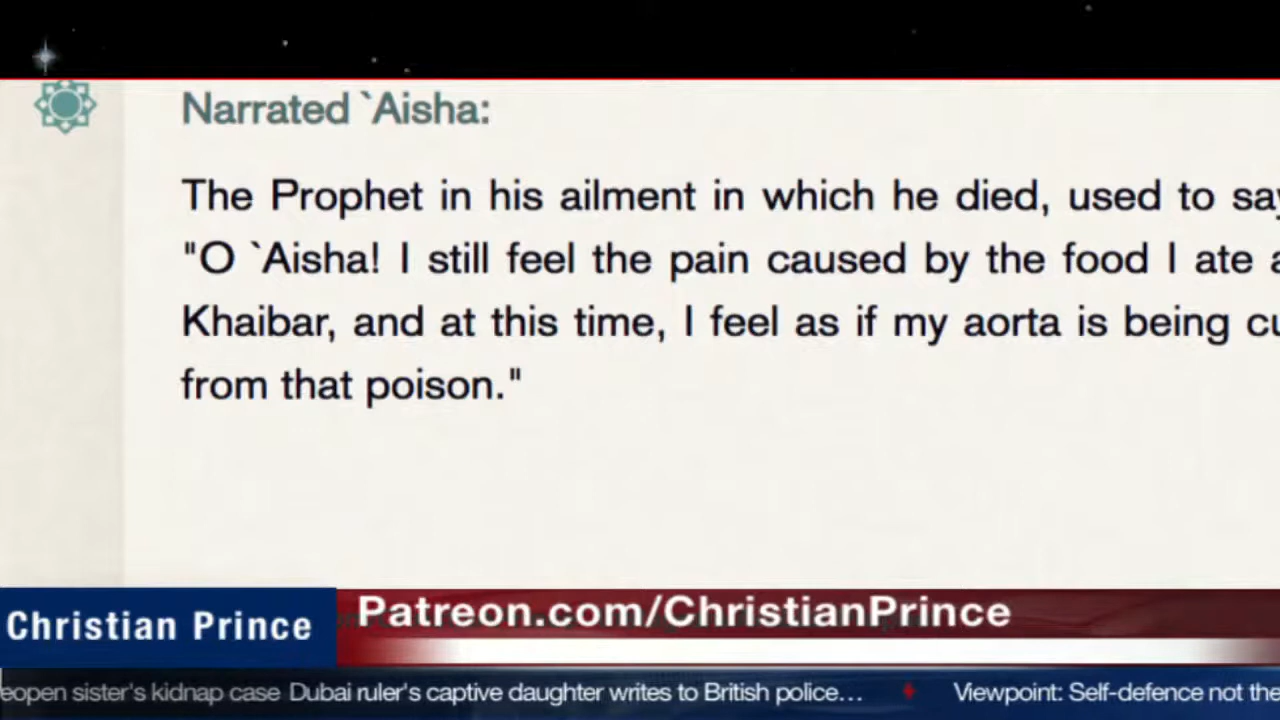 Narrated `Aisha:
The Prophet in his ailment in which he died, used to say
"O `Aisha! I still feel the pain caused by the food I ate a
Khaibar, and at this time, I feel as if my aorta is being cu
from that poison."
Christian Prince
Patreon.com/ChristianPrince
eopen sister's kidnap case Dubai ruler's captive daughter writes to British police... Viewpoint: Self-defence not the